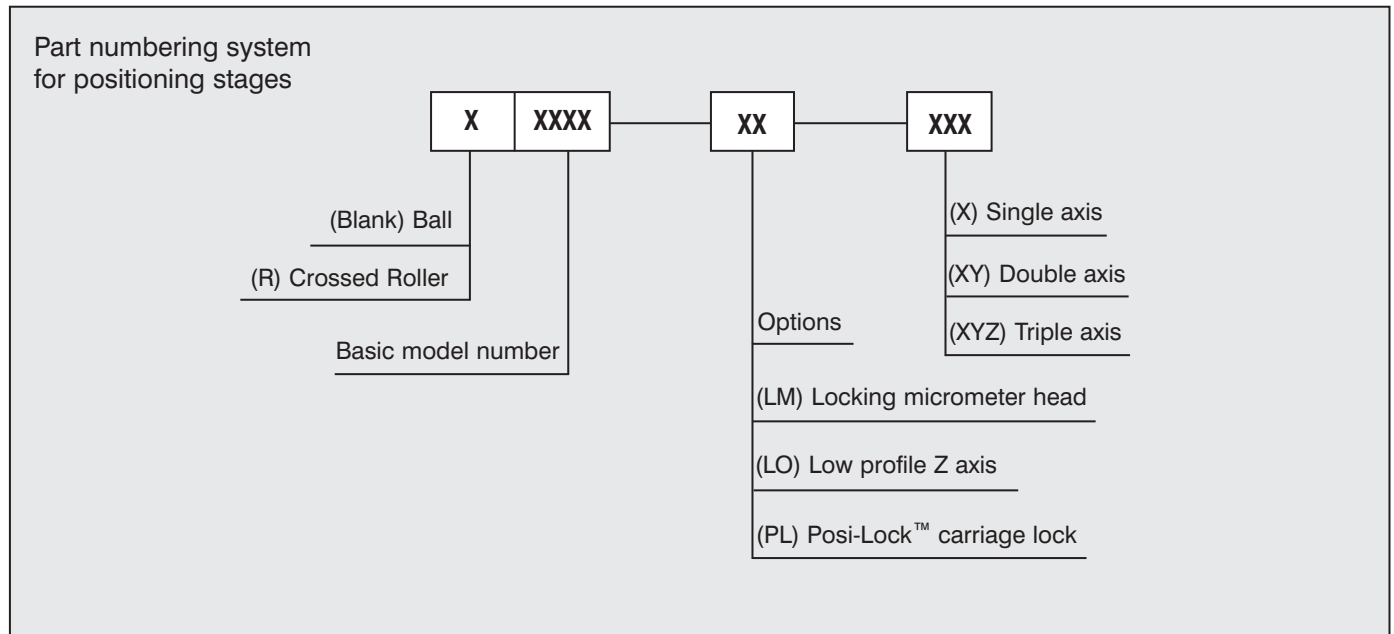 Part numbering system
for positioning stages
X XXXX XX XXX
(Blank) Ball
(R) Crossed Roller
Basic model number
Options
(LM) Locking micrometer head
(LO) Low profile Z axis
(PL) Posi-Lock™ carriage lock
(X) Single axis
(XY) Double axis
(XYZ) Triple axis